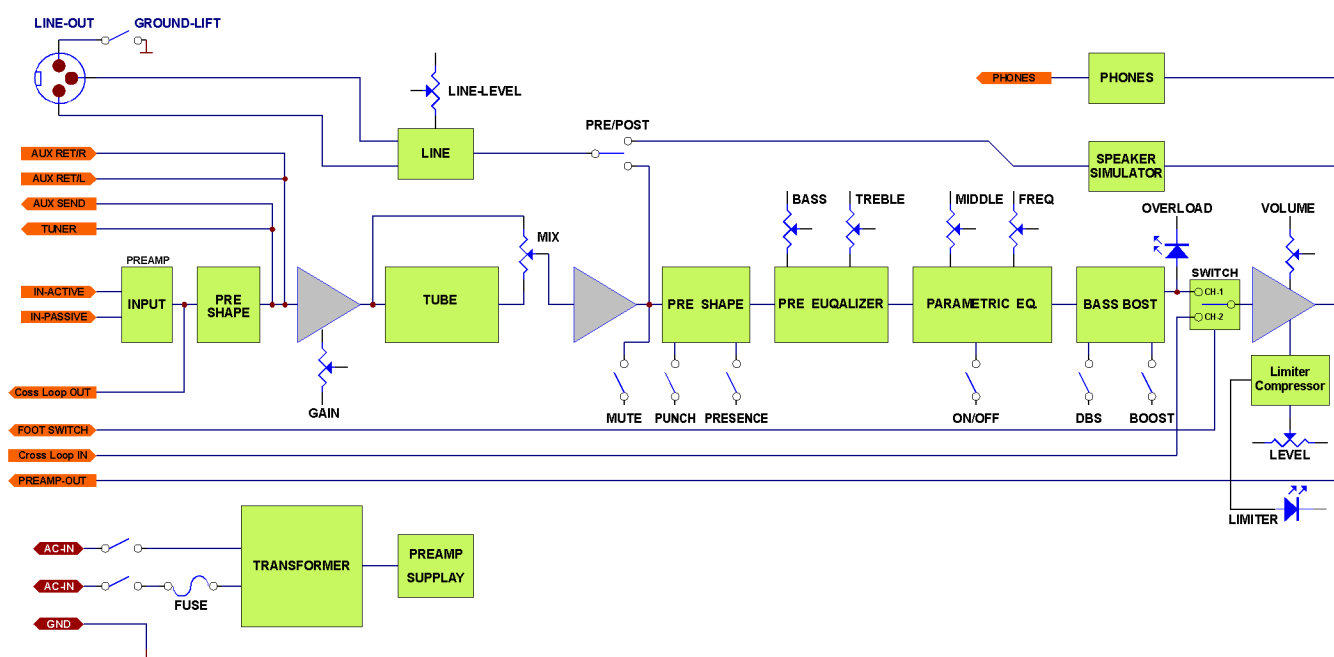 LINE-OUT
GROUND-LIFT
LINE-LEVEL
PHONES
PHONES
PRE/POST
LINE
SPEAKER
SIMULATOR
AUX RET/R
AUX RET/L
AUX SEND
TUNER
BASS
TREBLE
MIDDLE
FREQ
OVERLOAD
VOLUME
MIX
PREAMP
SWITCH
IN-ACTIVE
IN-PASSIVE
INPUT
PRE
SHAPE
TUBE
PRE SHAPE
PRE EUQALIZER
PARAMETRIC EQ.
BASS BOST
CH-1
CH-2
Limiter
Compressor
Coss Loop OUT
GAIN
MUTE
PUNCH
PRESENCE
ON/OFF
DBS
BOOST
FOOT SWITCH
Cross Loop IN
LEVEL
PREAMP-OUT
LIMITER
AC-IN
AC-IN
GND
FUSE
TRANSFORMER
PREAMP
SUPPLAY